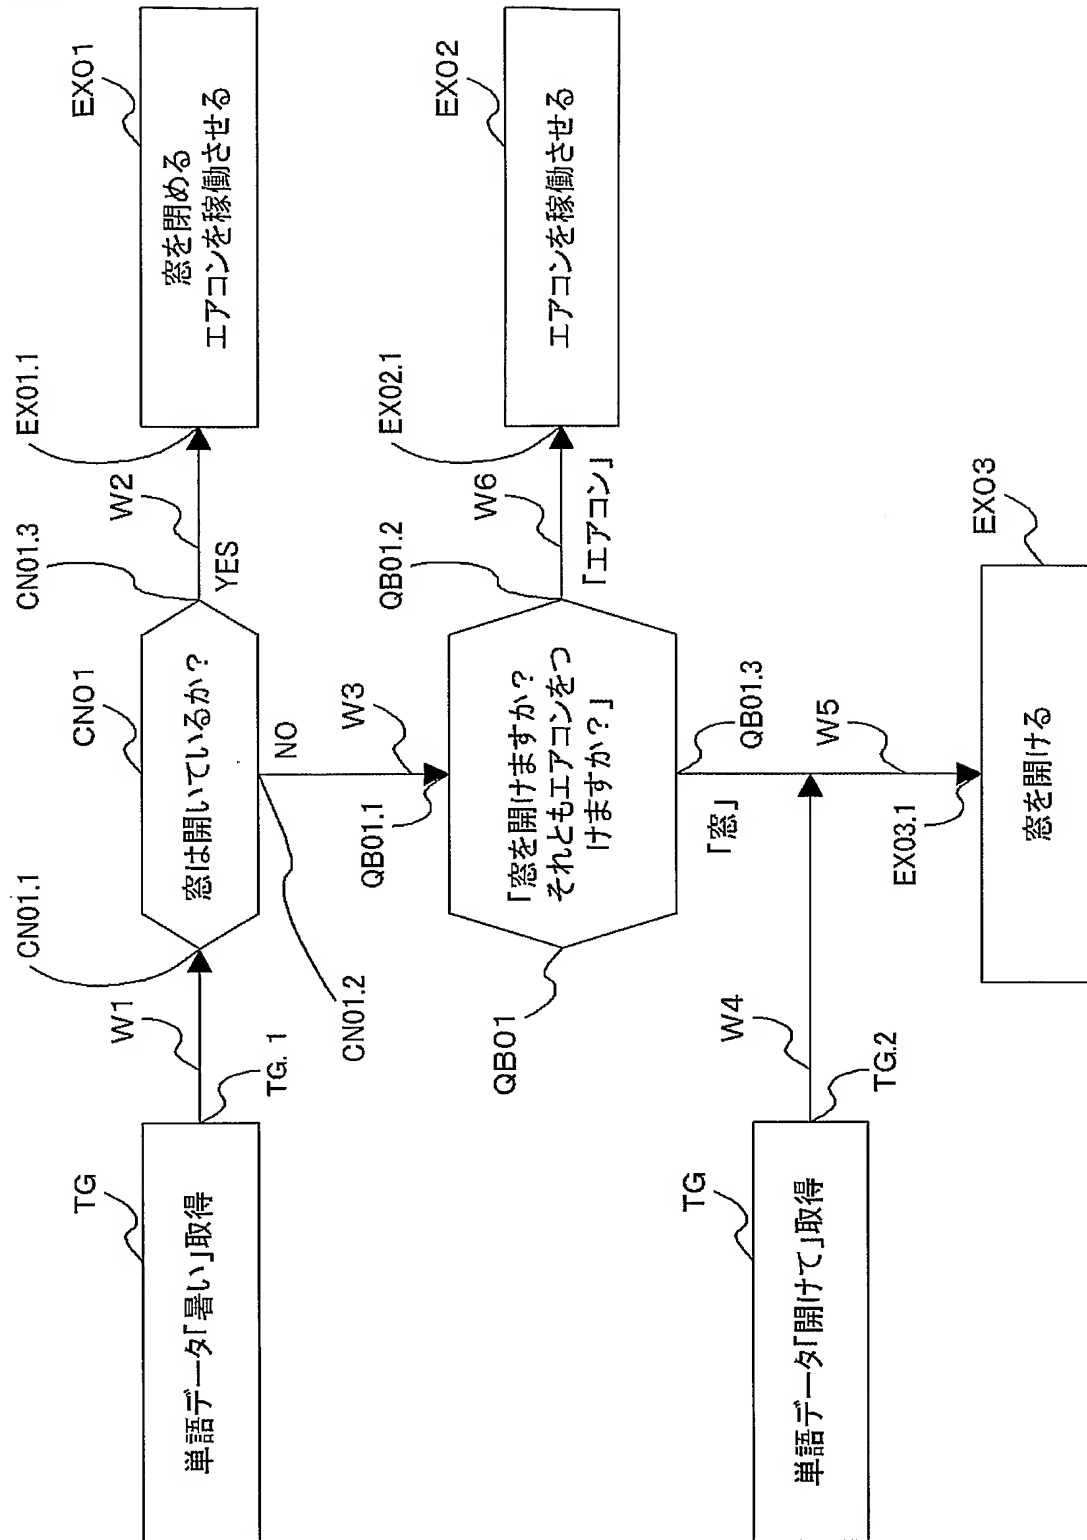 CN01.1
CN01.3
EX01.1
TG
W1
CN01
W2
EX01
単語データ「暑い」取得
窓は開いているか?
窓を閉める
エアコンを稼働させる
TG. 1
YES
NO
CN01.2
W3
QB01.1
QB01.2
EX02.1
EX02
W6
QB01
「窓を開けますか?
それともエアコンをつ
けますか?」
エアコンを稼働させる
「エアコン」
TG
W4
「窓」
QB01.3
単語データ「開けて」取得
TG.2
W5
EX03.1
EX03
窓を開ける